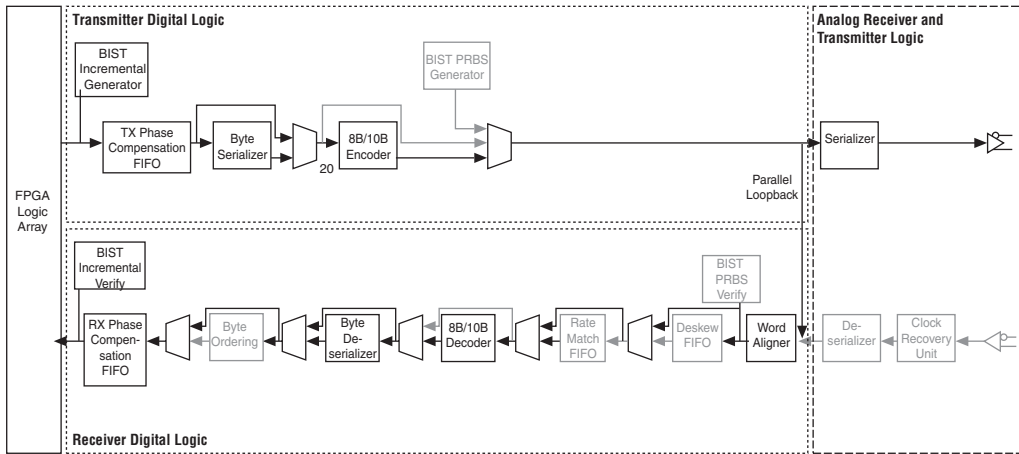 Transmitter Digital Logic
Analog Receiver and
Transmitter Logic
BIST
Incremental
Generator
BIST PRBS
Generator
TX Phase
Compensation
FIFO
Byte
Serializer
20
8B/10B
Encoder
Serializer
Parallel
Loopback
FPGA
Logic
Array
BIST
Incremental
Verify
BIST
PRBS
Verify
RX Phase
Compen-
sation
FIFO
Byte
Ordering
Byte
De-
serializer
8B/10B
Decoder
Rate
Match
FIFO
Deskew
FIFO
Word
Aligner
De-
serializer
Clock
Recovery
Unit
Receiver Digital Logic